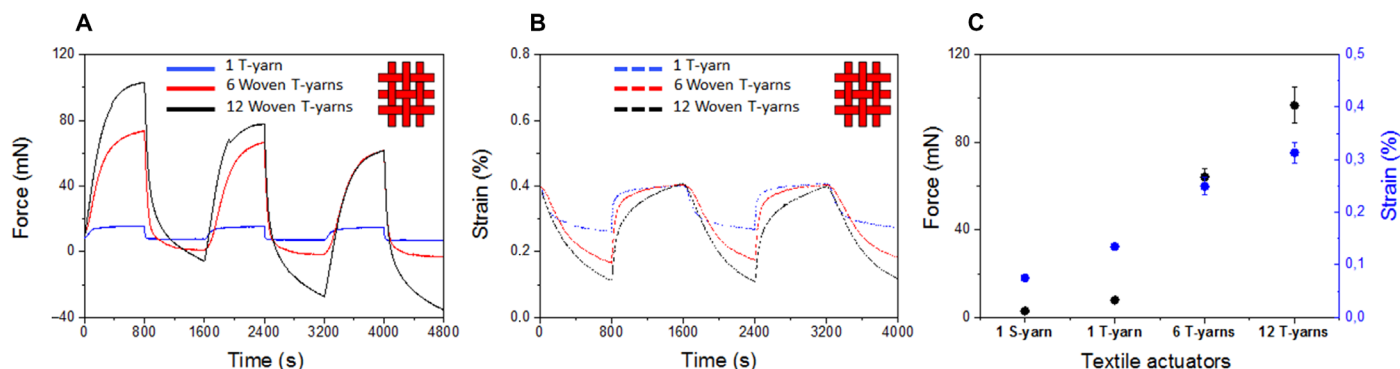 A
Force (mN)
120
80
40
0
–40
1 T-yarn
6 Woven T-yarns
12 Woven T-yarns
0
800
1600
2400
3200
4000
4800
Time (s)
B
Strain (%)
0.8
0.6
0.4
0.2
0.0
1 T-yarn
6 Woven T-yarns
12 Woven T-yarns
0
800
1600
2400
3200
4000
Time (s)
C
Force (mN)
120
80
40
0
0,5
0,4
0,3
0,2
0,1
0,0
Strain (%)
1 S-yarn
1 T-yarn
6 T-yarns
12 T-yarns
Textile actuators